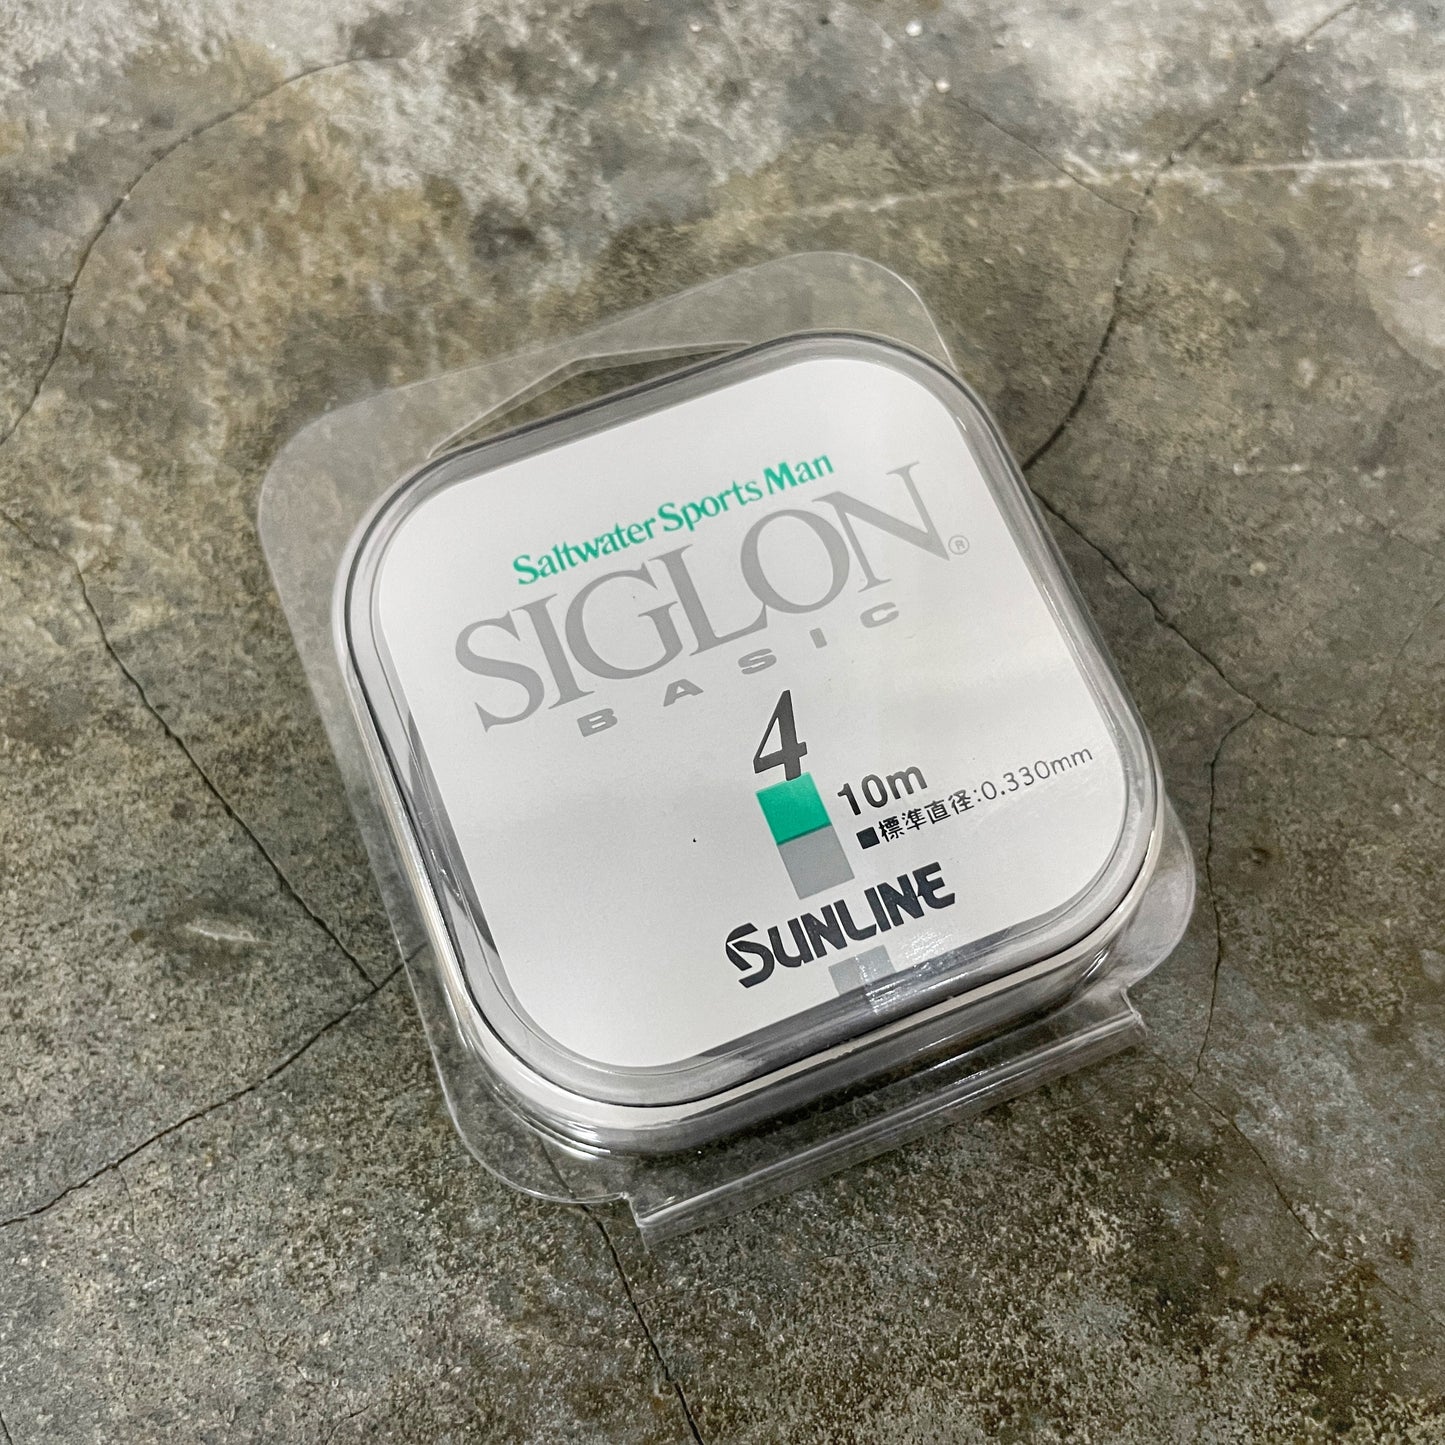 Saltwater Sports Man
SIGLON®
BASIC
4
10m
■標準直径:0.330mm
SUNLINE